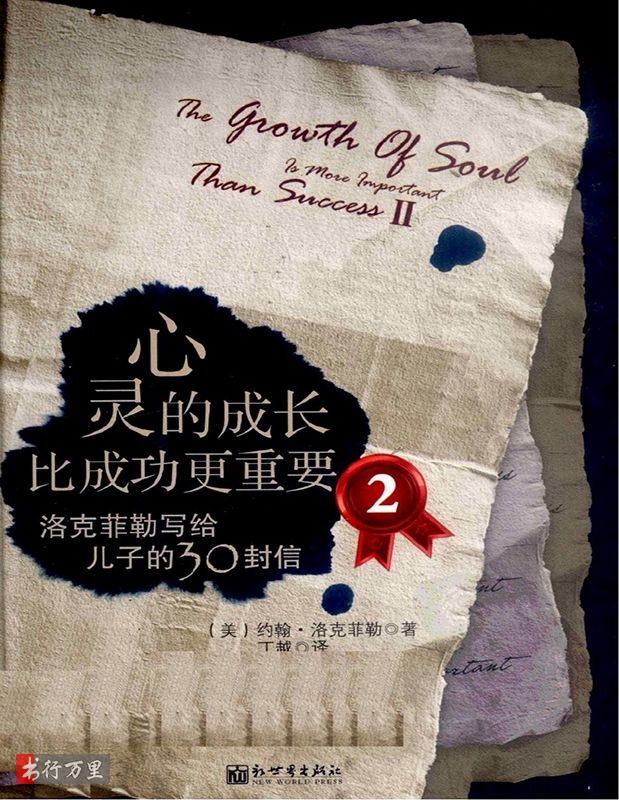 The Growth Of Soul
Is More Important
Than Success II
心
灵的成长
比成功更重要
2
洛克菲勒写给
儿子的30封信
(美)约翰·洛克菲勒◎著
丁越◎译
ortant
书行万里
新世界出版社
NEW WORLD PRESS